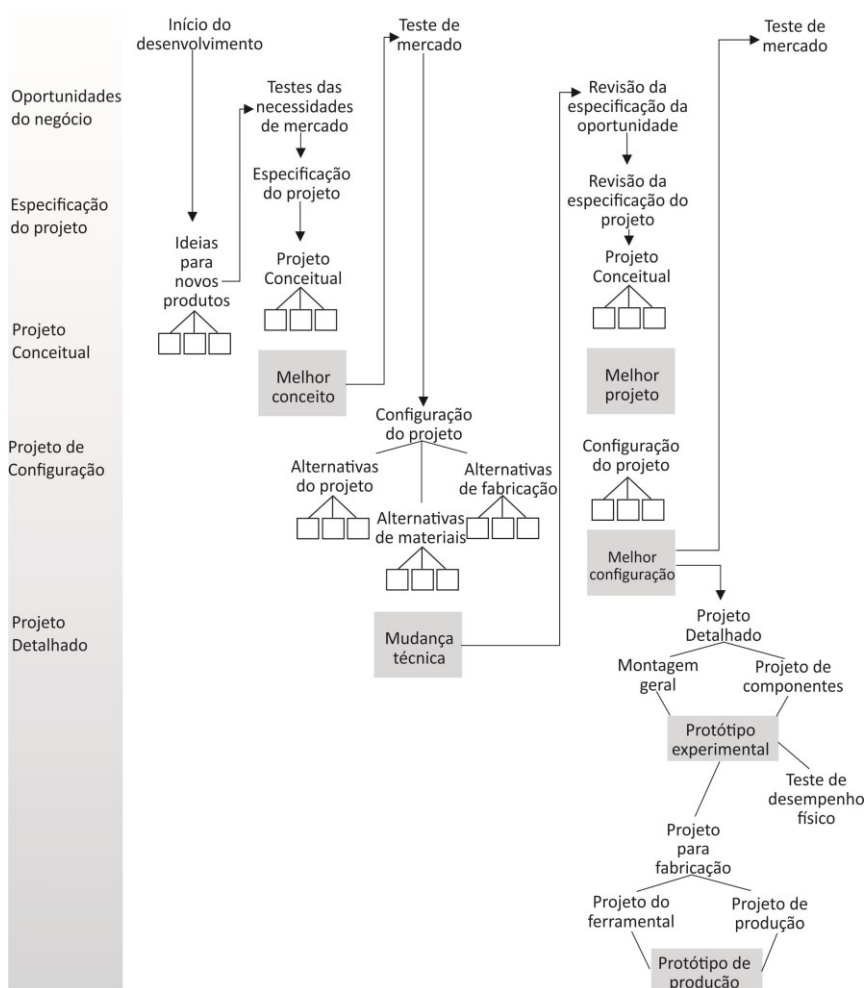 Oportunidades
do negócio
Especificação
do projeto
Projeto
Conceitual
Projeto de
Configuração
Projeto
Detalhado
Início do
desenvolvimento
Ideias
para
novos
produtos
Testes das
necessidades
de mercado
Especificação
do projeto
Projeto
Conceitual
Melhor
conceito
Teste de
mercado
Configuração
do projeto
Alternativas
do projeto
Alternativas
de materiais
Alternativas
de fabricação
Mudança
técnica
Revisão da
especificação da
oportunidade
Revisão da
especificação do
projeto
Projeto
Conceitual
Melhor
projeto
Configuração
do projeto
Melhor
configuração
Teste de
mercado
Projeto
Detalhado
Montagem
geral
Projeto de
componentes
Protótipo
experimental
Teste de
desempenho
físico
Projeto
para
fabricação
Projeto do
ferramental
Projeto de
produção
Protótipo de
produção